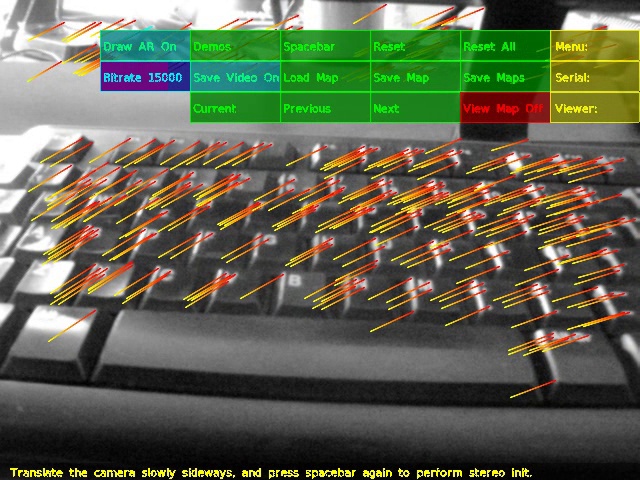 Draw AR On Demos Spacebar Reset Reset All Menu:
Bitrate 15000 Save Video On Load Map Save Map Save Maps Serial:
Current Previous Next View Map Off Viewer:
B
Translate the camera slowly sideways, and press spacebar again to perform stereo init.